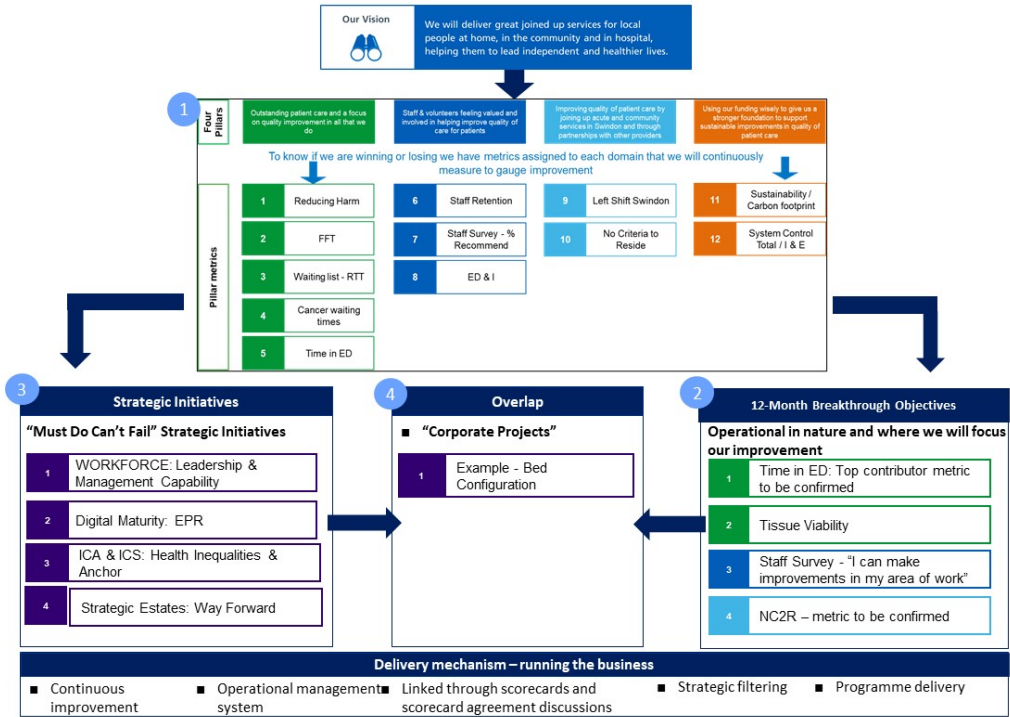 Our Vision
We will deliver great joined up services for local
people at home, in the community and in hospital,
helping them to lead independent and healthier lives.
1
Four
Pillars
Outstanding patient care and a focus
on quality improvement in all that we
do
Staff & volunteers feeling valued and
involved in helping improve quality of
care for patients
Improving quality of patient care by
joining up acute and community
services in Swindon and through
partnerships with other providers
Using our funding wisely to give us a
stronger foundation to support
sustainable improvements in quality of
patient care
To know if we are winning or losing we have metrics assigned to each domain that we will continuously
measure to gauge improvement
Pillar metrics
1 Reducing Harm
2 FFT
3 Waiting list - RTT
4 Cancer waiting
times
5 Time in ED
6 Staff Retention
7 Staff Survey - %
Recommend
8 ED & I
9 Left Shift Swindon
10 No Criteria to
Reside
11 Sustainability /
Carbon footprint
12 System Control
Total / I & E
3
Strategic Initiatives
“Must Do Can’t Fail” Strategic Initiatives
1 WORKFORCE: Leadership &
Management Capability
2 Digital Maturity: EPR
3 ICA & ICS: Health Inequalities &
Anchor
4 Strategic Estates: Way Forward
4
Overlap
■ “Corporate Projects”
1 Example - Bed
Configuration
2
12-Month Breakthrough Objectives
Operational in nature and where we will focus
our improvement
1 Time in ED: Top contributor metric
to be confirmed
2 Tissue Viability
3 Staff Survey - “I can make
improvements in my area of work”
4 NC2R – metric to be confirmed
Delivery mechanism – running the business
■ Continuous
improvement
■ Operational management
system
■ Linked through scorecards and
scorecard agreement discussions
■ Strategic filtering
■ Programme delivery